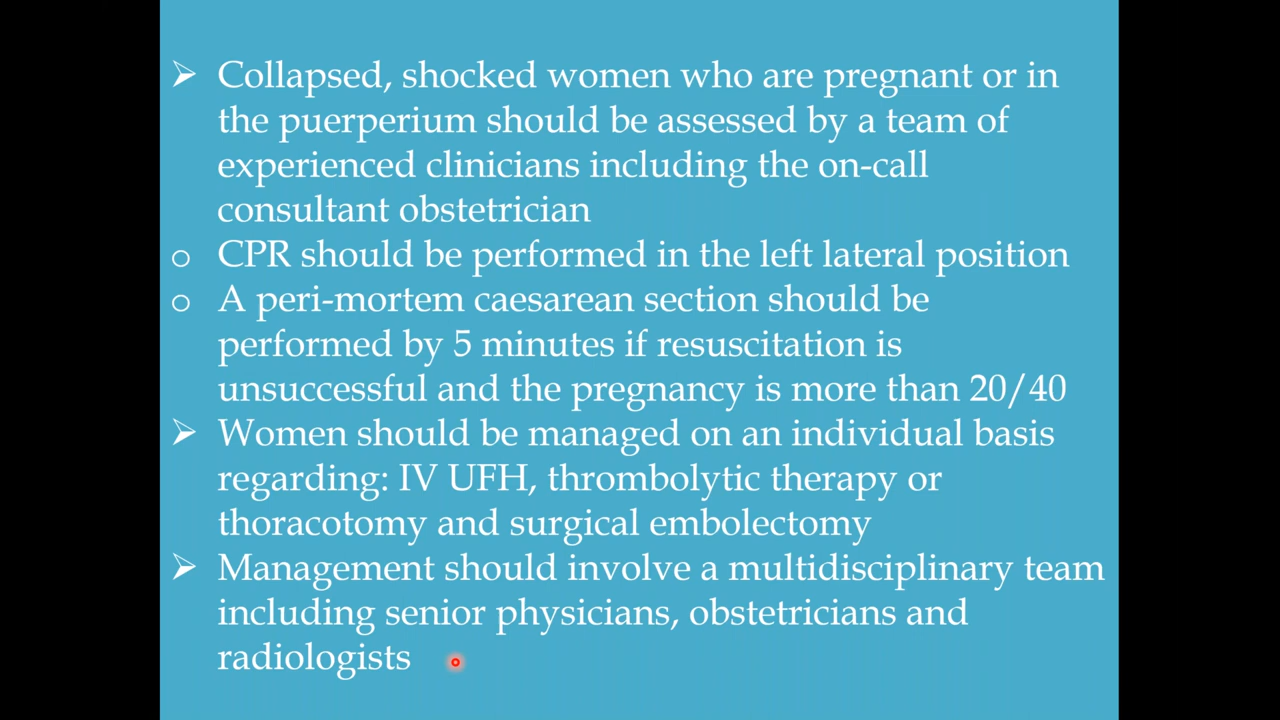 ➢ Collapsed, shocked women who are pregnant or in
the puerperium should be assessed by a team of
experienced clinicians including the on-call
consultant obstetrician
o CPR should be performed in the left lateral position
o A peri-mortem caesarean section should be
performed by 5 minutes if resuscitation is
unsuccessful and the pregnancy is more than 20/40
➢ Women should be managed on an individual basis
regarding: IV UFH, thrombolytic therapy or
thoracotomy and surgical embolectomy
➢ Management should involve a multidisciplinary team
including senior physicians, obstetricians and
radiologists